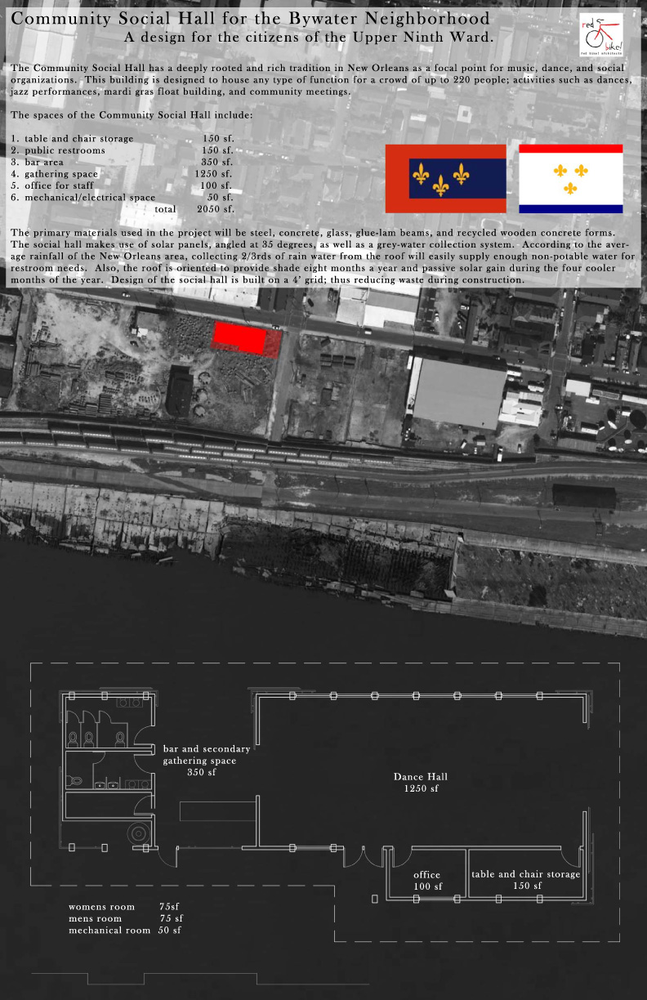 Community Social Hall for the Bywater Neighborhood
A design for the citizens of the Upper Ninth Ward.
red
bike!
red bike! architects
The Community Social Hall has a deeply rooted and rich tradition in New Orleans as a focal point for music, dance, and social
organizations. This building is designed to house any type of function for a crowd of up to 220 people; activities such as dances,
jazz performances, mardi gras float building, and community meetings.
The spaces of the Community Social Hall include:
1. table and chair storage 150 sf.
2. public restrooms 150 sf.
3. bar area 350 sf.
4. gathering space 1250 sf.
5. office for staff 100 sf.
6. mechanical/electrical space 50 sf.
total 2050 sf.
The primary materials used in the project will be steel, concrete, glass, glue-lam beams, and recycled wooden concrete forms.
The social hall makes use of solar panels, angled at 35 degrees, as well as a grey-water collection system. According to the aver-
age rainfall of the New Orleans area, collecting 2/3rds of rain water from the roof will easily supply enough non-potable water for
restroom needs. Also, the roof is oriented to provide shade eight months a year and passive solar gain during the four cooler
months of the year. Design of the social hall is built on a 4' grid; thus reducing waste during construction.
bar and secondary
gathering space
350 sf
Dance Hall
1250 sf
office
100 sf
table and chair storage
150 sf
womens room 75sf
mens room 75 sf
mechanical room 50 sf